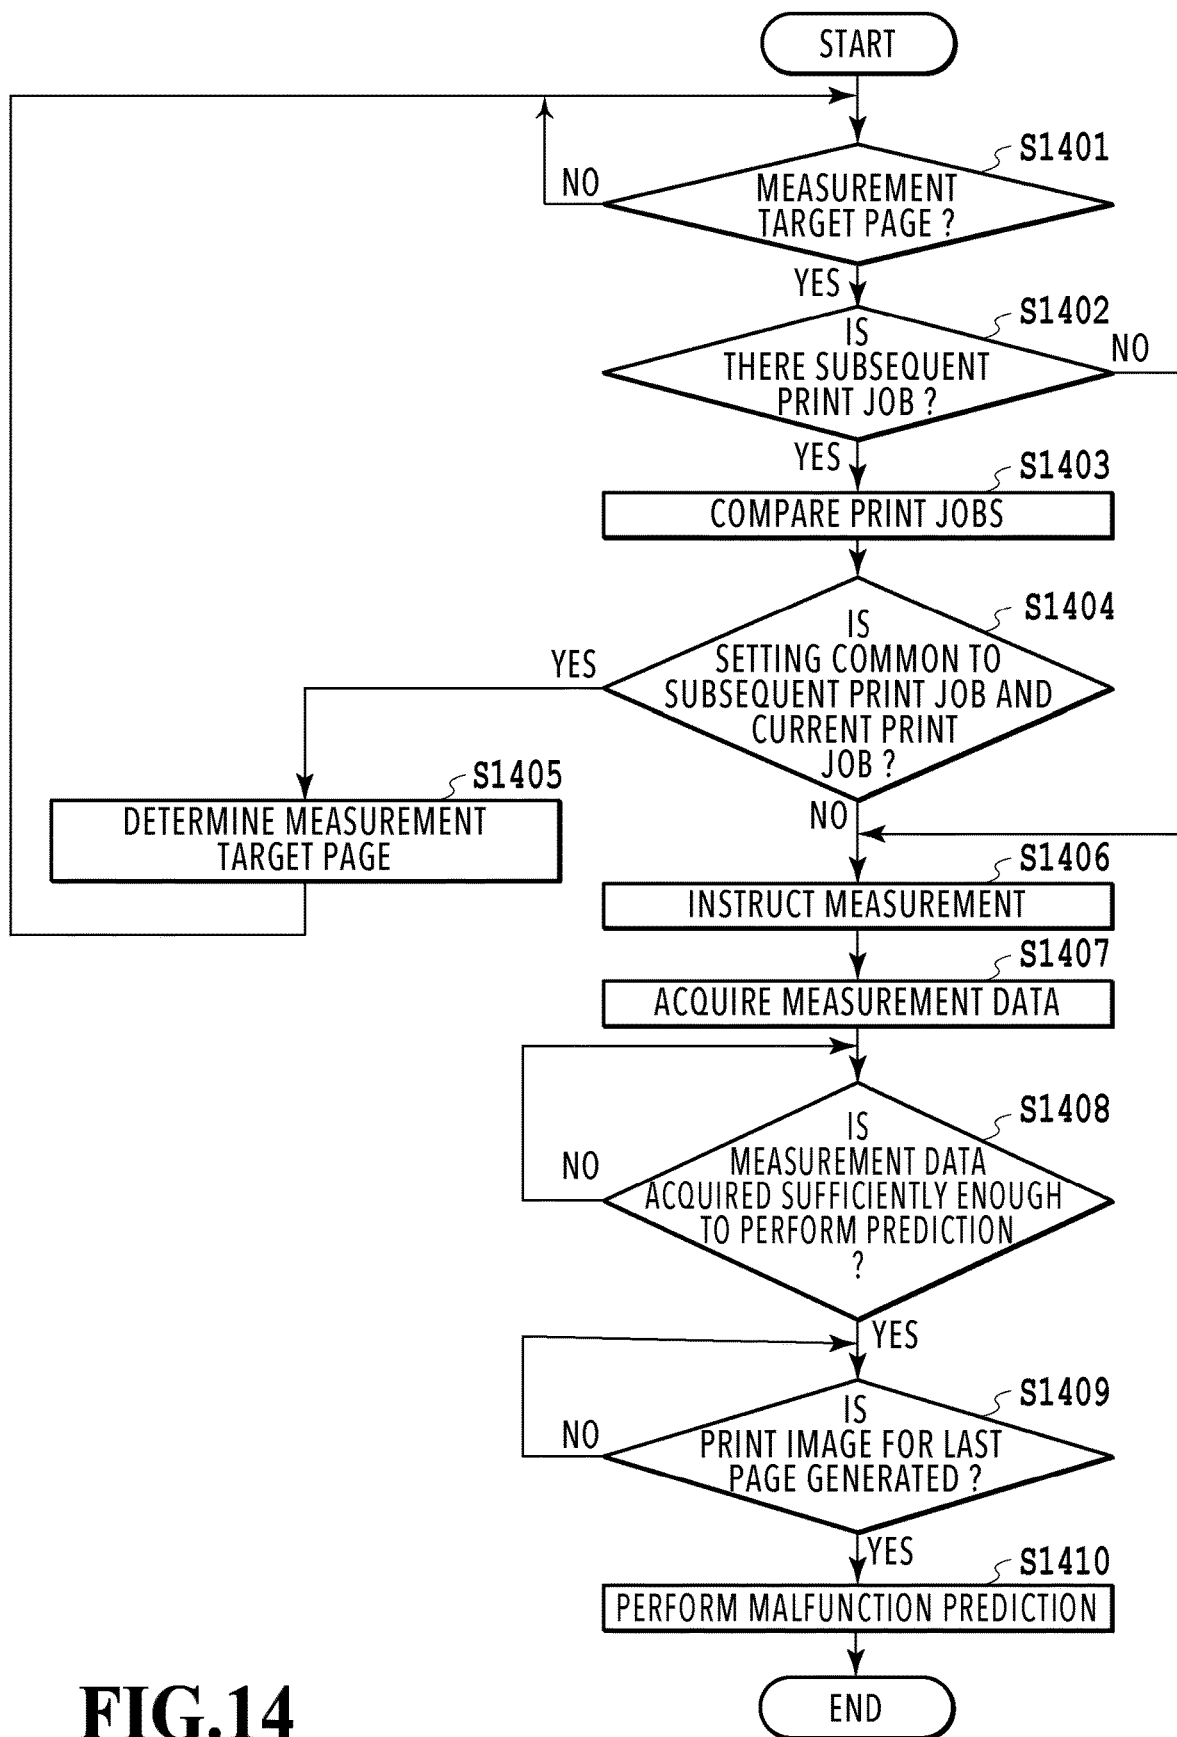 START
S1401
NO
MEASUREMENT
TARGET PAGE ?
YES
S1402
IS
THERE SUBSEQUENT
PRINT JOB ?
NO
YES
S1403
COMPARE PRINT JOBS
S1404
IS
SETTING COMMON TO
SUBSEQUENT PRINT JOB AND
CURRENT PRINT
JOB ?
YES
S1405
DETERMINE MEASUREMENT
TARGET PAGE
NO
S1406
INSTRUCT MEASUREMENT
S1407
ACQUIRE MEASUREMENT DATA
S1408
IS
MEASUREMENT DATA
ACQUIRED SUFFICIENTLY ENOUGH
TO PERFORM PREDICTION
?
NO
YES
S1409
IS
PRINT IMAGE FOR LAST
PAGE GENERATED ?
NO
YES
S1410
PERFORM MALFUNCTION PREDICTION
END
FIG.14